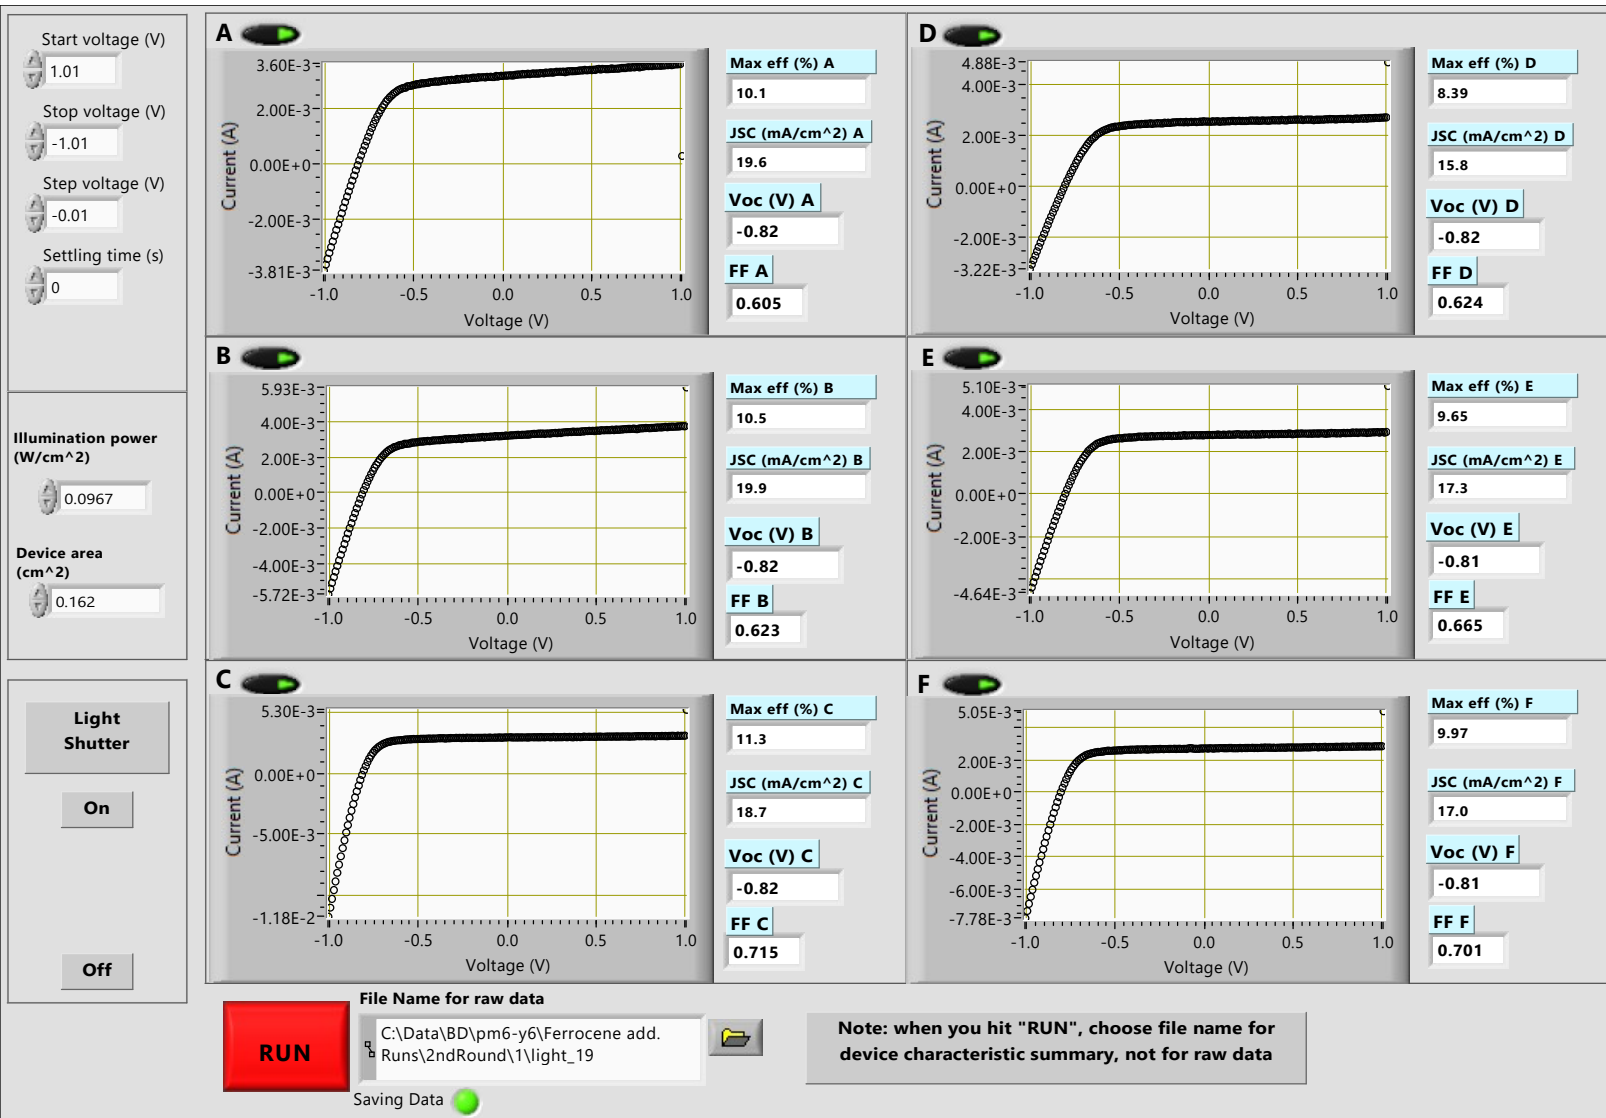 Start voltage (V)
1.01
Stop voltage (V)
-1.01
Step voltage (V)
-0.01
Settling time (s)
0
Illumination power
(W/cm^2)
0.0967
Device area
(cm^2)
0.162
Light
Shutter
On
Off
A
3.60E-3
2.00E-3
0.00E+0
-2.00E-3
-3.81E-3
Current (A)
-1.0 -0.5 0.0 0.5 1.0
Voltage (V)
Max eff (%) A
10.1
JSC (mA/cm^2) A
19.6
Voc (V) A
-0.82
FF A
0.605
B
5.93E-3
4.00E-3
2.00E-3
0.00E+0
-2.00E-3
-4.00E-3
-5.72E-3
Current (A)
-1.0 -0.5 0.0 0.5 1.0
Voltage (V)
Max eff (%) B
10.5
JSC (mA/cm^2) B
19.9
Voc (V) B
-0.82
FF B
0.623
C
5.30E-3
0.00E+0
-5.00E-3
-1.18E-2
Current (A)
-1.0 -0.5 0.0 0.5 1.0
Voltage (V)
Max eff (%) C
11.3
JSC (mA/cm^2) C
18.7
Voc (V) C
-0.82
FF C
0.715
D
4.88E-3
4.00E-3
2.00E-3
0.00E+0
-2.00E-3
-3.22E-3
Current (A)
-1.0 -0.5 0.0 0.5 1.0
Voltage (V)
Max eff (%) D
8.39
JSC (mA/cm^2) D
15.8
Voc (V) D
-0.82
FF D
0.624
E
5.10E-3
4.00E-3
2.00E-3
0.00E+0
-2.00E-3
-4.64E-3
Current (A)
-1.0 -0.5 0.0 0.5 1.0
Voltage (V)
Max eff (%) E
9.65
JSC (mA/cm^2) E
17.3
Voc (V) E
-0.81
FF E
0.665
F
5.05E-3
2.00E-3
0.00E+0
-2.00E-3
-4.00E-3
-6.00E-3
-7.78E-3
Current (A)
-1.0 -0.5 0.0 0.5 1.0
Voltage (V)
Max eff (%) F
9.97
JSC (mA/cm^2) F
17.0
Voc (V) F
-0.81
FF F
0.701
RUN
File Name for raw data
C:\Data\BD\pm6-y6\Ferrocene add.
Runs\2ndRound\1\light_19
Saving Data
Note: when you hit "RUN", choose file name for
device characteristic summary, not for raw data